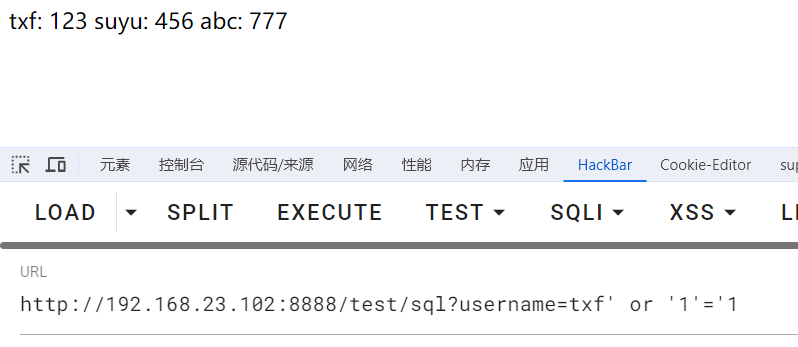 txf: 123 suyu: 456 abc: 777
元素 控制台 源代码/来源 网络 性能 内存 应用 HackBar Cookie-Editor sup
LOAD SPLIT EXECUTE TEST SQLI XSS LF
URL
http://192.168.23.102:8888/test/sql?username=txf' or '1'='1